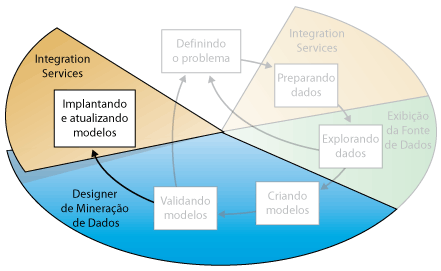 Definindo
o problema
Integration
Services
Preparando
dados
Exibição
da Fonte
de Dados
Explorando
dados
Criando
modelos
Validando
modelos
Designer
de Mineração
de Dados
Implantando
e atualizando
modelos
Integration
Services